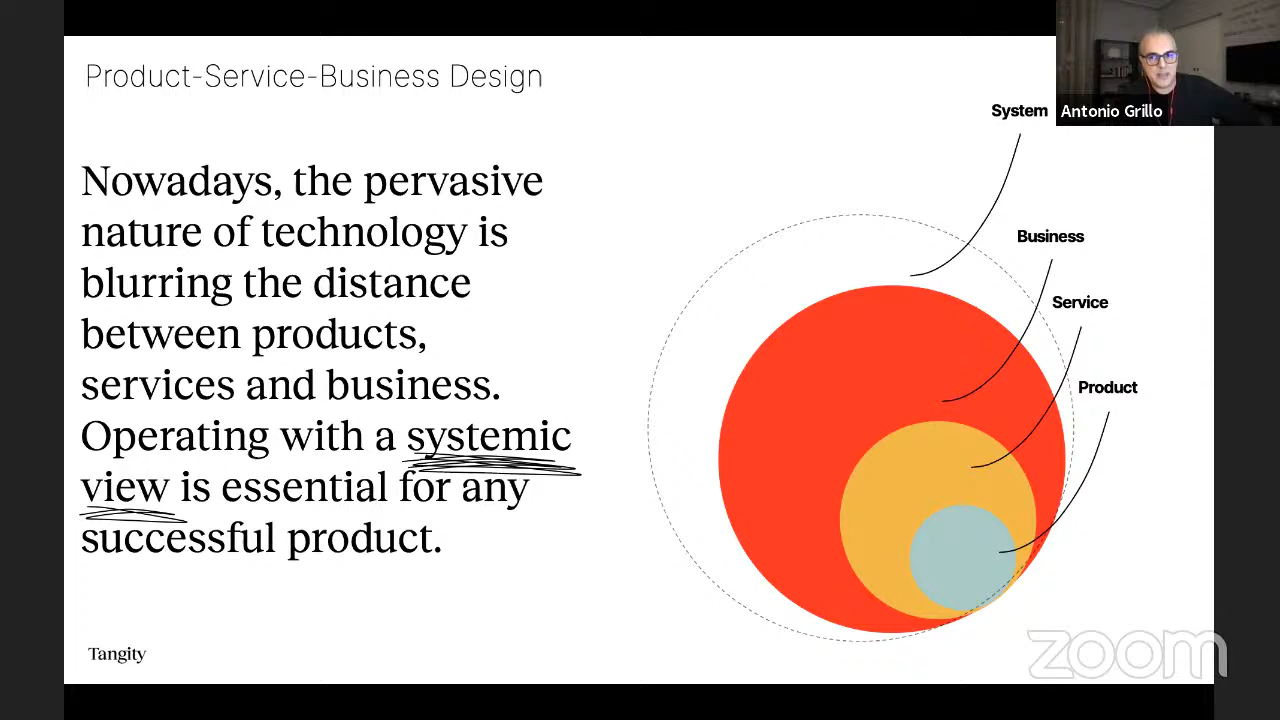 Product-Service-Business Design
System
Antonio Grillo
Nowadays, the pervasive
nature of technology is
blurring the distance
between products,
services and business.
Operating with a systemic
view is essential for any
successful product.
Business
Service
Product
Tangity
zoom